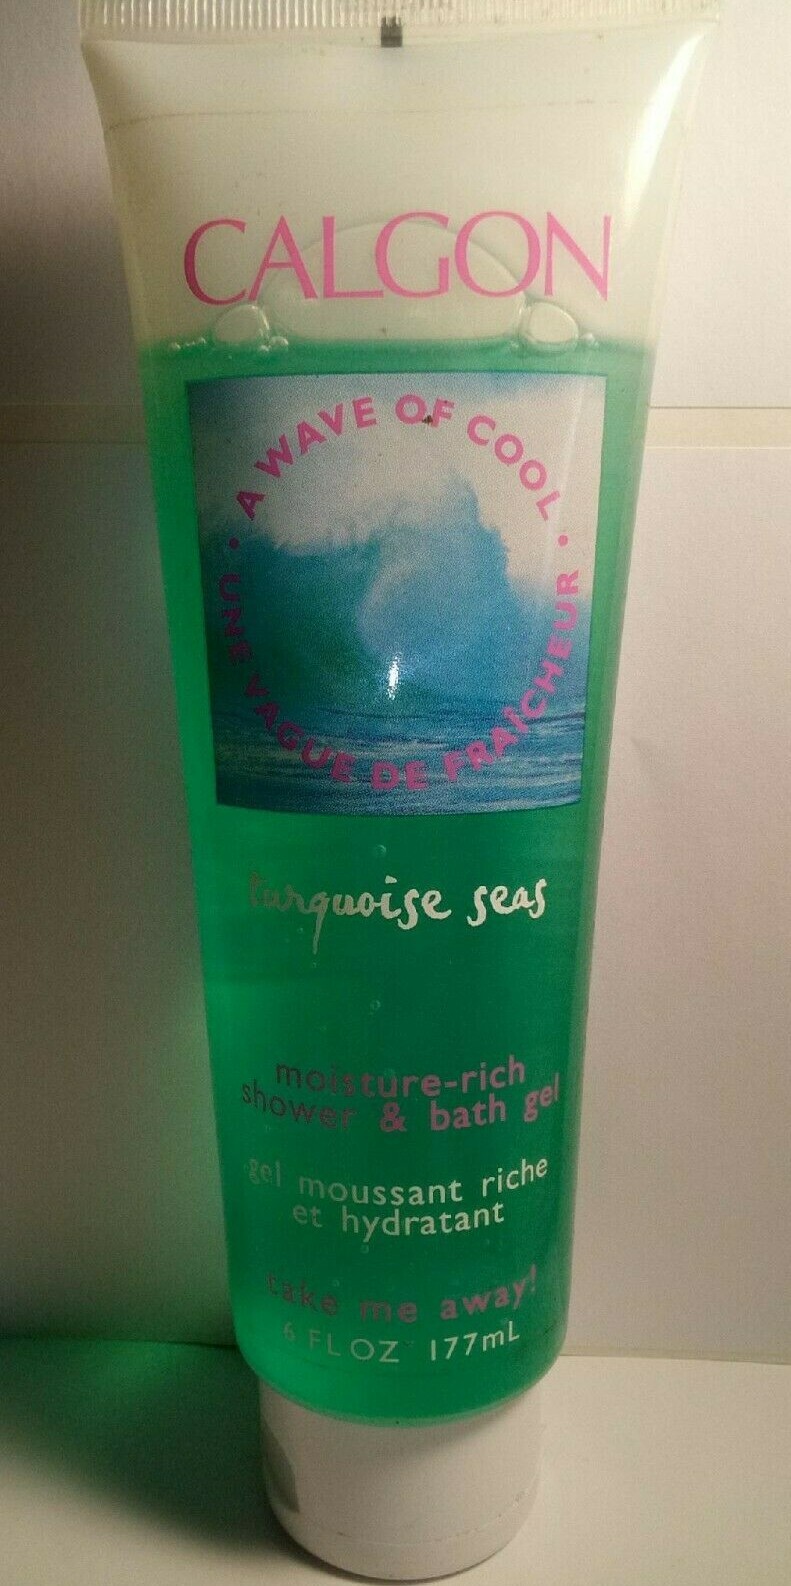 CALGON
A WAVE OF COOL •
UNE VAGUE DE FRAÎCHEUR •
turquoise seas
moisture-rich
shower & bath gel
gel moussant riche
et hydratant
take me away!
6 FL OZ 177mL